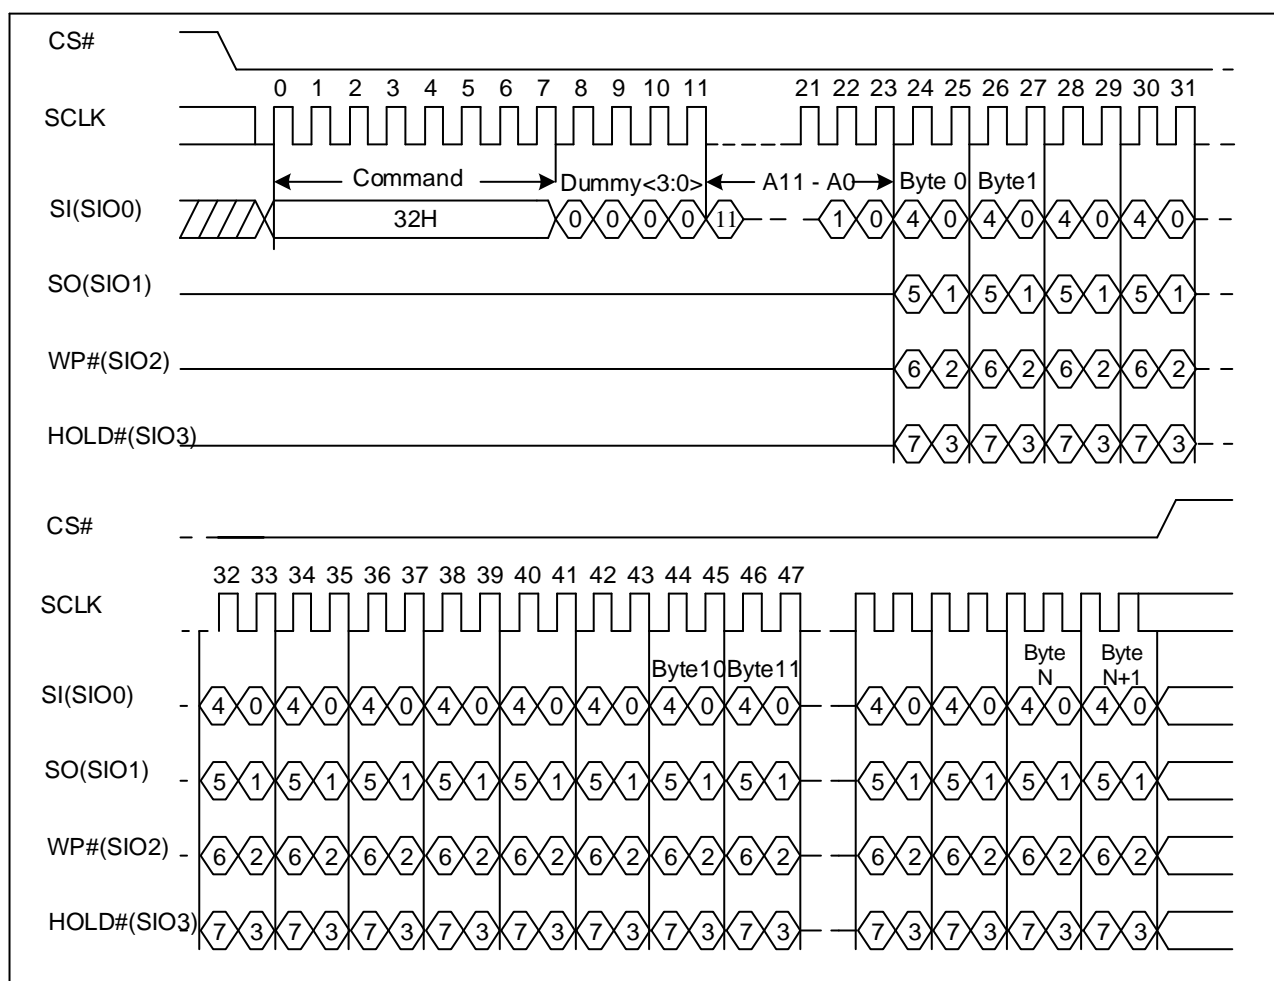 CS#
0 1 2 3 4 5 6 7 8 9 10 11 21 22 23 24 25 26 27 28 29 30 31
SCLK
Command Dummy<3:0> A11 - A0 Byte 0 Byte1
SI(SIO0) 32H 0 0 0 0 11 1 0 4 0 4 0 4 0 4 0
SO(SIO1) 5 1 5 1 5 1 5 1
WP#(SIO2) 6 2 6 2 6 2 6 2
HOLD#(SIO3) 7 3 7 3 7 3 7 3
CS#
32 33 34 35 36 37 38 39 40 41 42 43 44 45 46 47
SCLK
Byte10 Byte11 Byte N Byte N+1
SI(SIO0) 4 0 4 0 4 0 4 0 4 0 4 0 4 0 4 0 4 0 4 0 4 0 4 0
SO(SIO1) 5 1 5 1 5 1 5 1 5 1 5 1 5 1 5 1 5 1 5 1 5 1 5 1
WP#(SIO2) 6 2 6 2 6 2 6 2 6 2 6 2 6 2 6 2 6 2 6 2 6 2 6 2
HOLD#(SIO3) 7 3 7 3 7 3 7 3 7 3 7 3 7 3 7 3 7 3 7 3 7 3 7 3